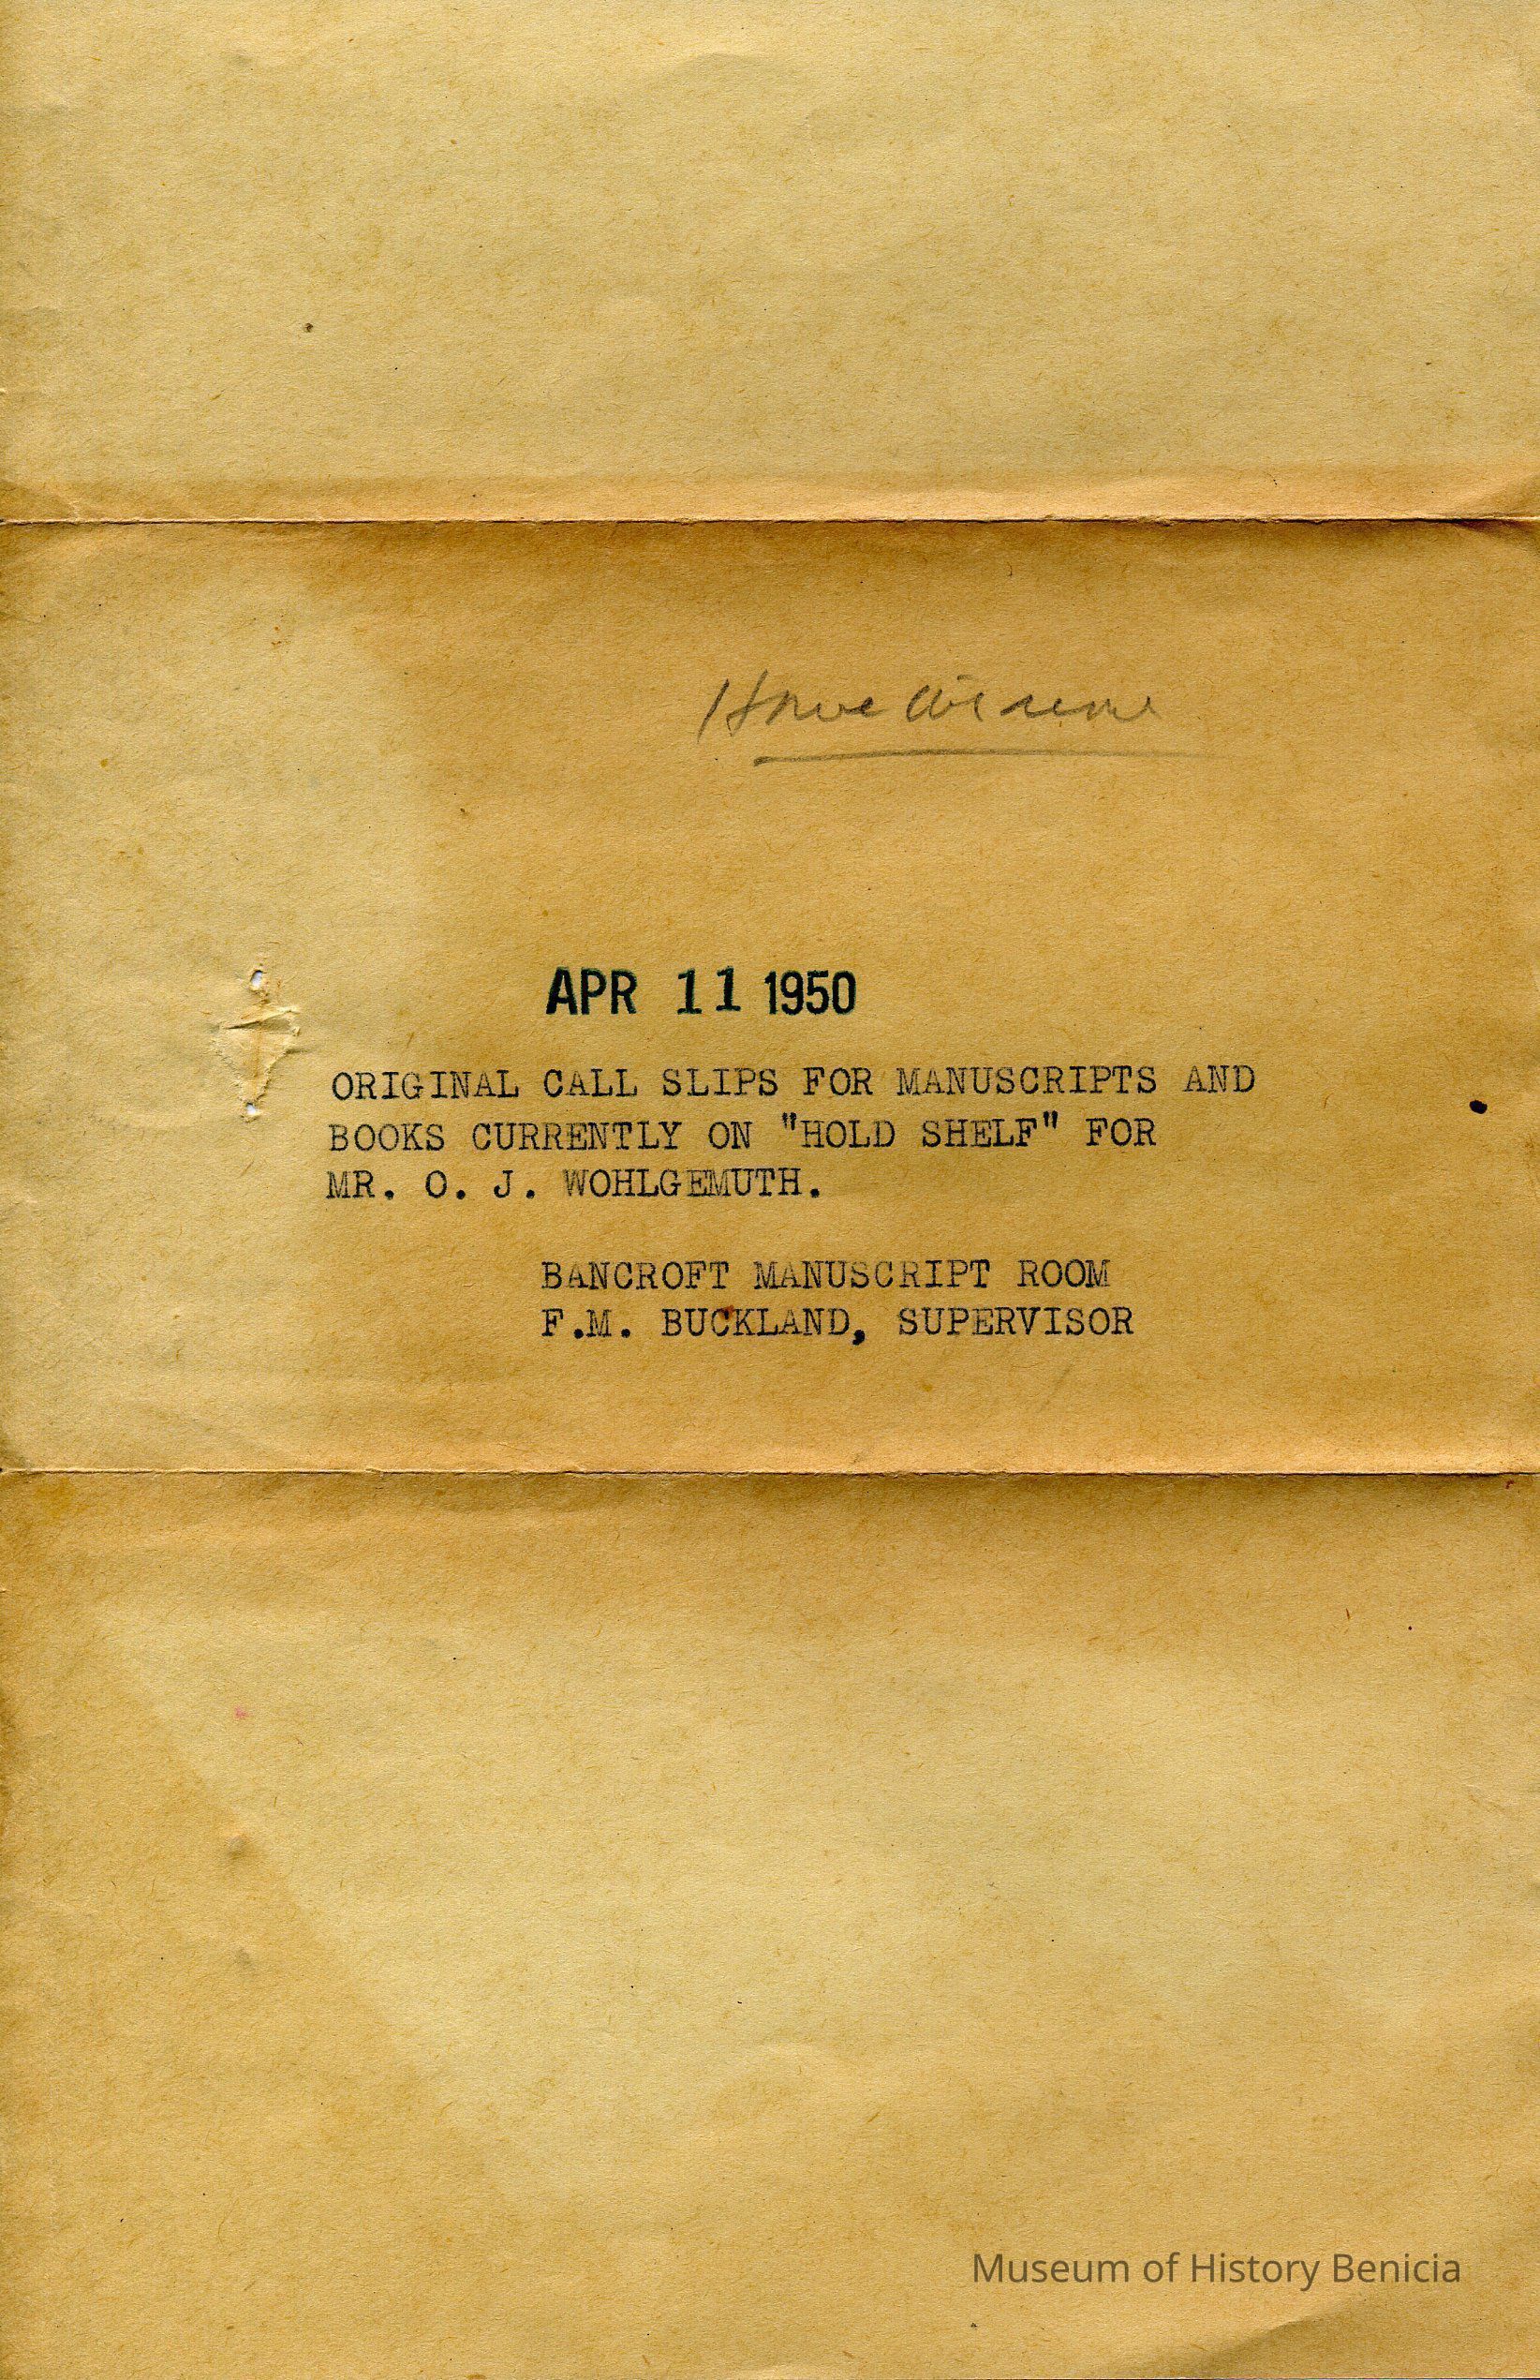 Have
APR 11 1950
ORIGINAL CALL SLIPS FOR MANUSCRIPTS AND
BOOKS CURRENTLY ON "HOLD SHELF" FOR
MR. O. J. WOHLGEMUTH.
BANCROFT MANUSCRIPT ROOM
F.M. BUCKLAND, SUPERVISOR
Museum of History Benicia